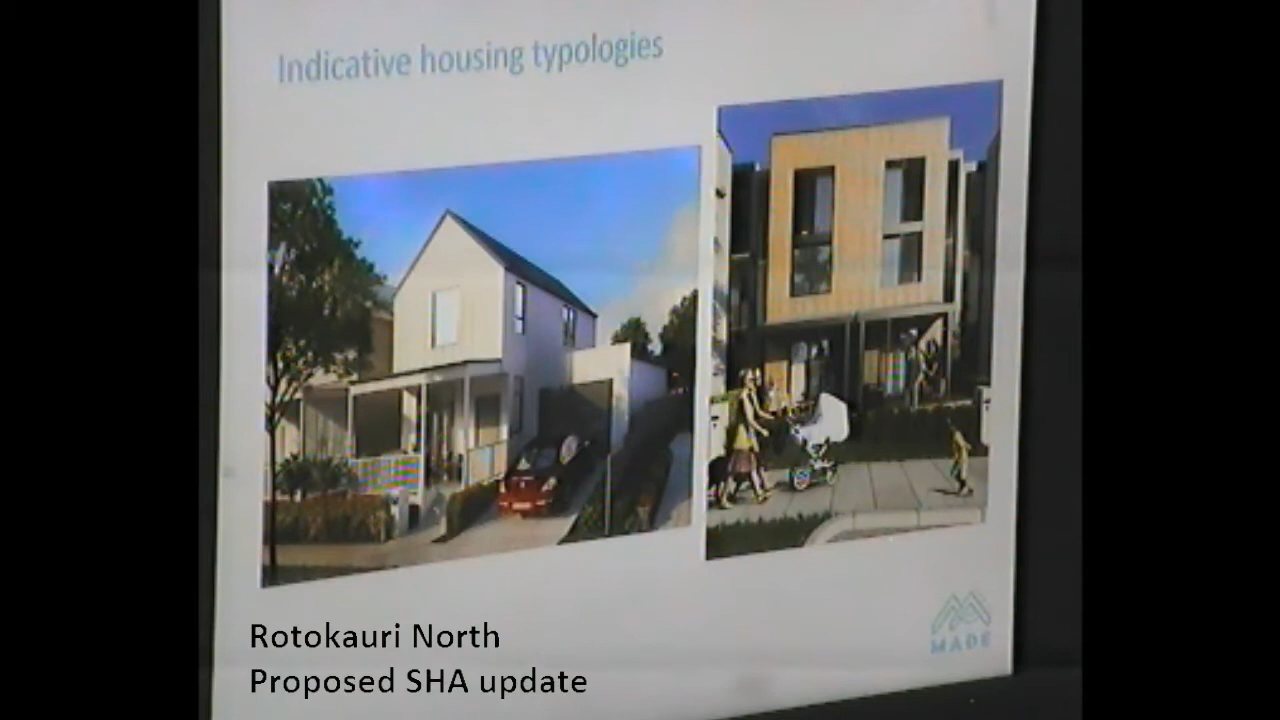 Indicative housing typologies
MADE
Rotokauri North
Proposed SHA update